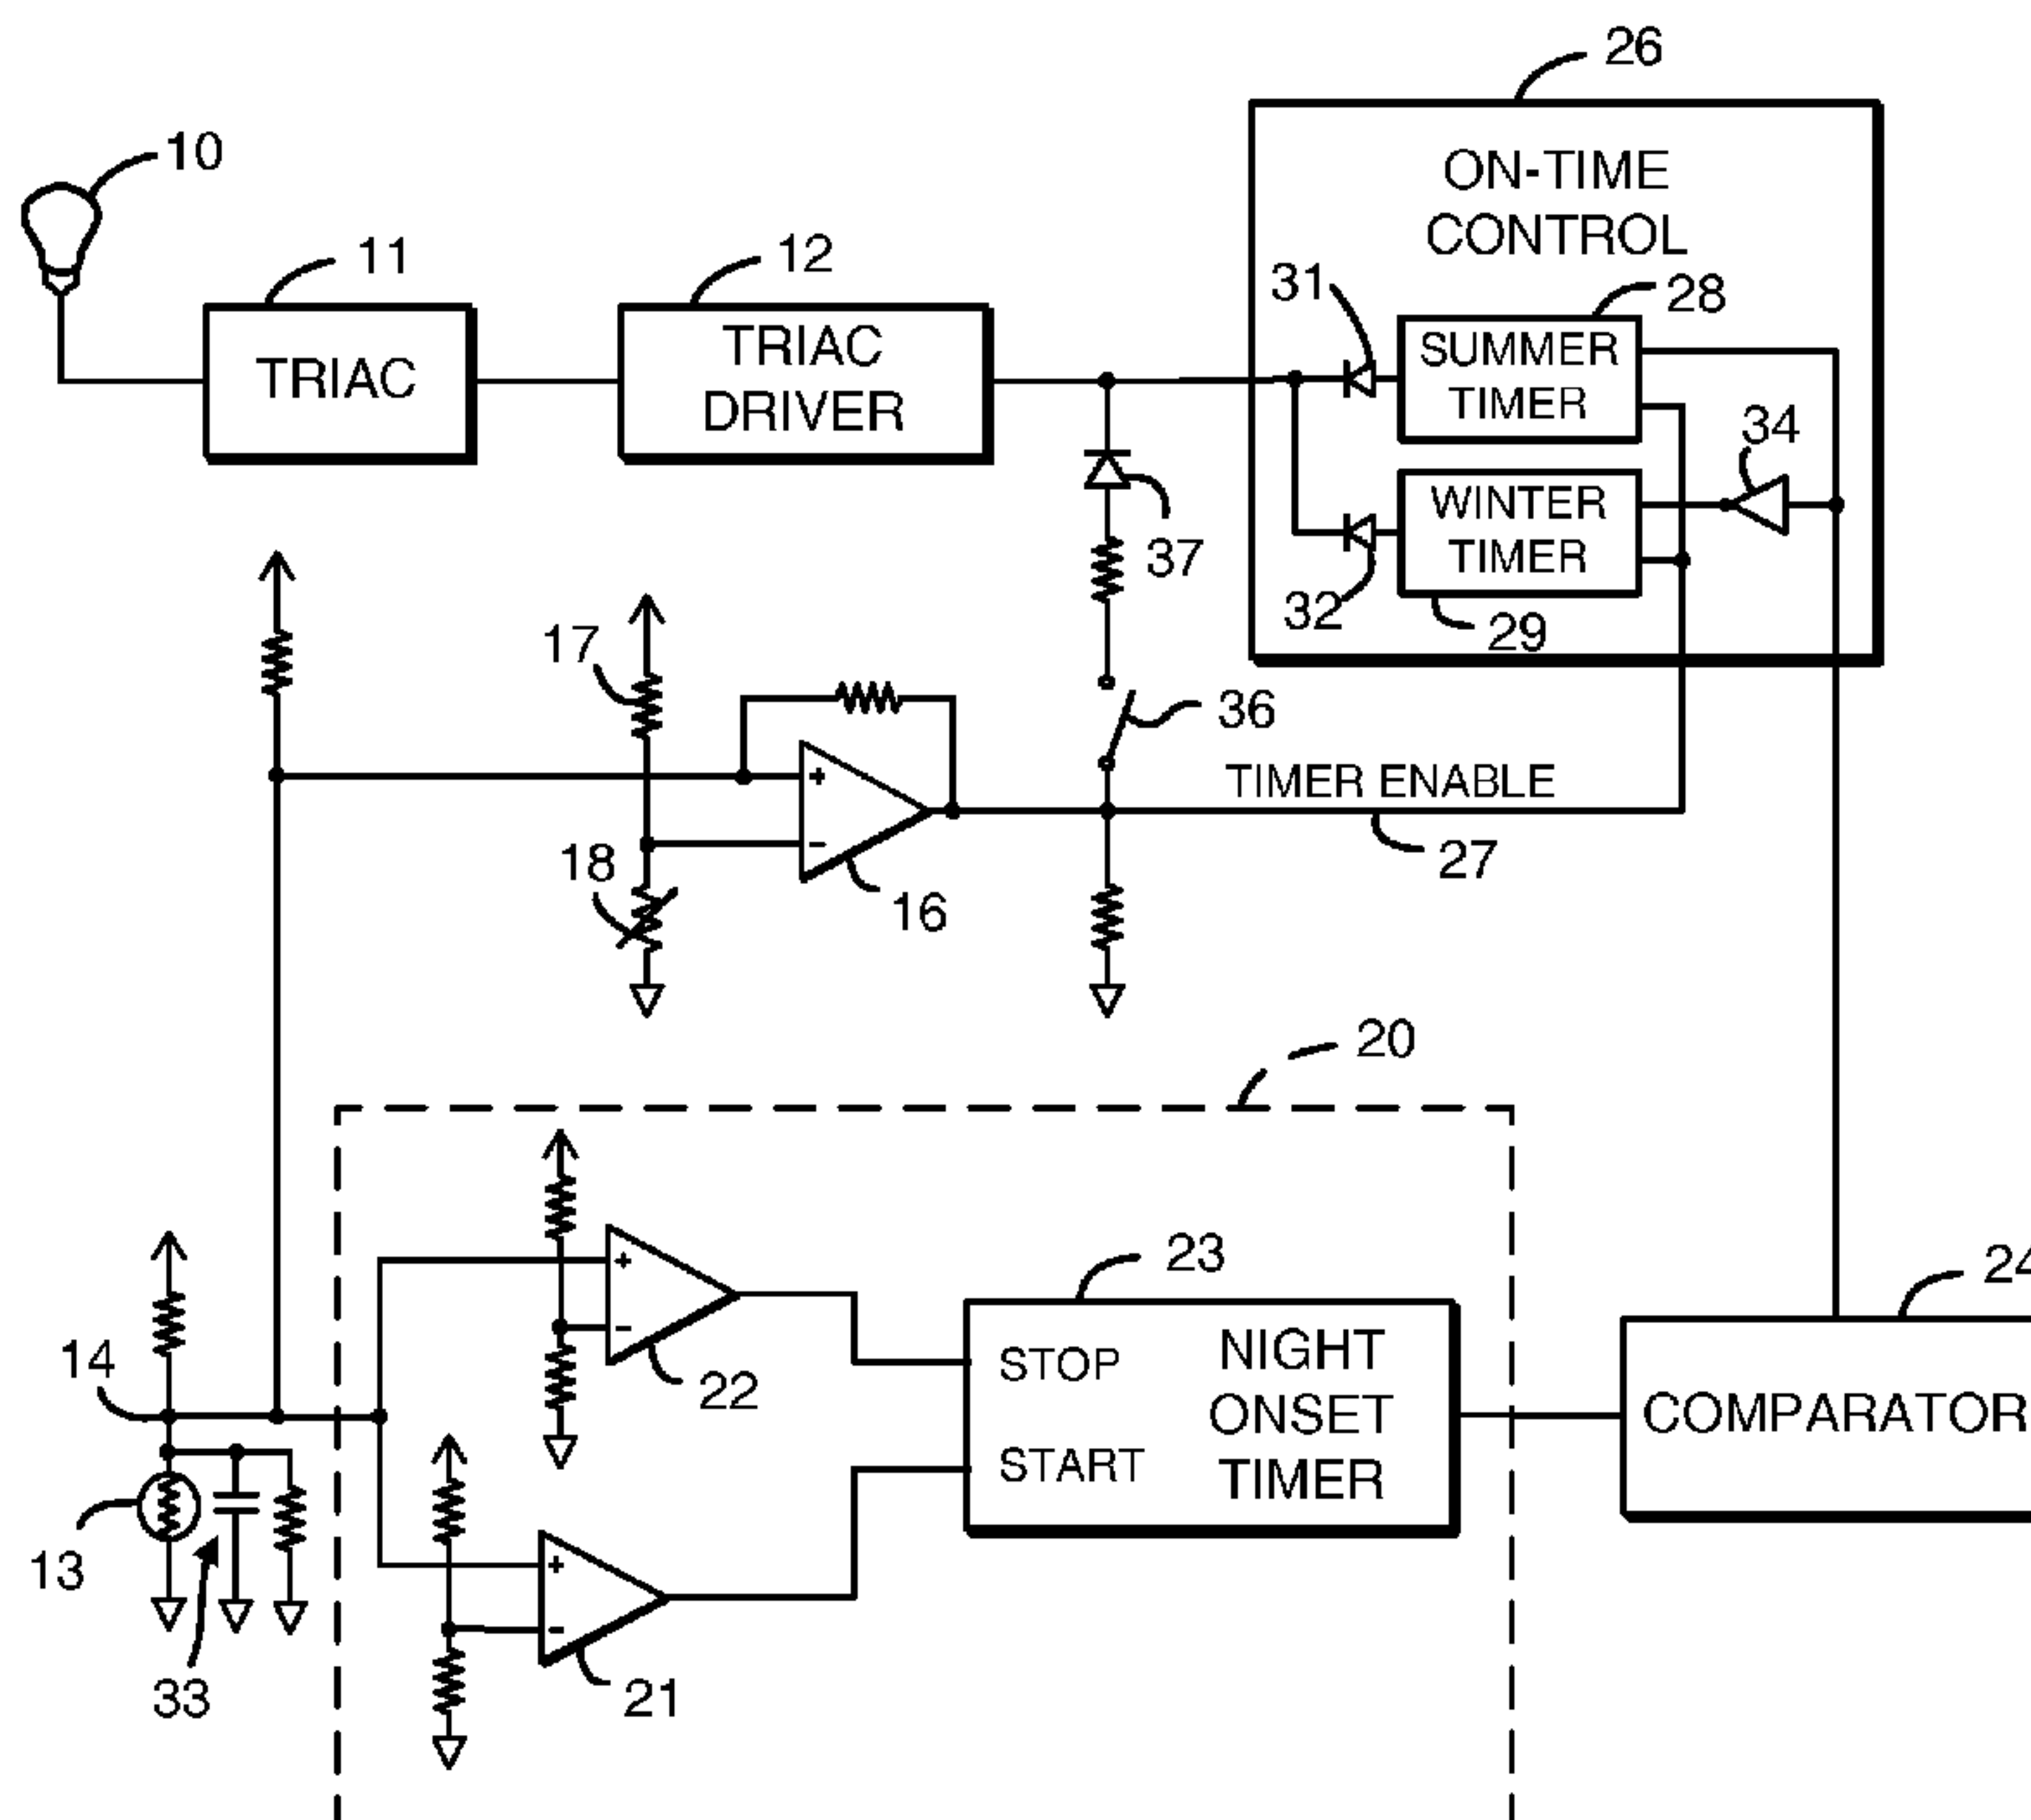 26
10
ON-TIME
CONTROL
11
12
31
28
TRIAC
TRIAC
DRIVER
SUMMER
TIMER
34
WINTER
TIMER
37
32
29
17
36
+
TIMER ENABLE
-
18
27
16
20
+
23
24
-
22
STOP
NIGHT
ONSET
TIMER
START
14
COMPARATOR
13
+
-
33
21